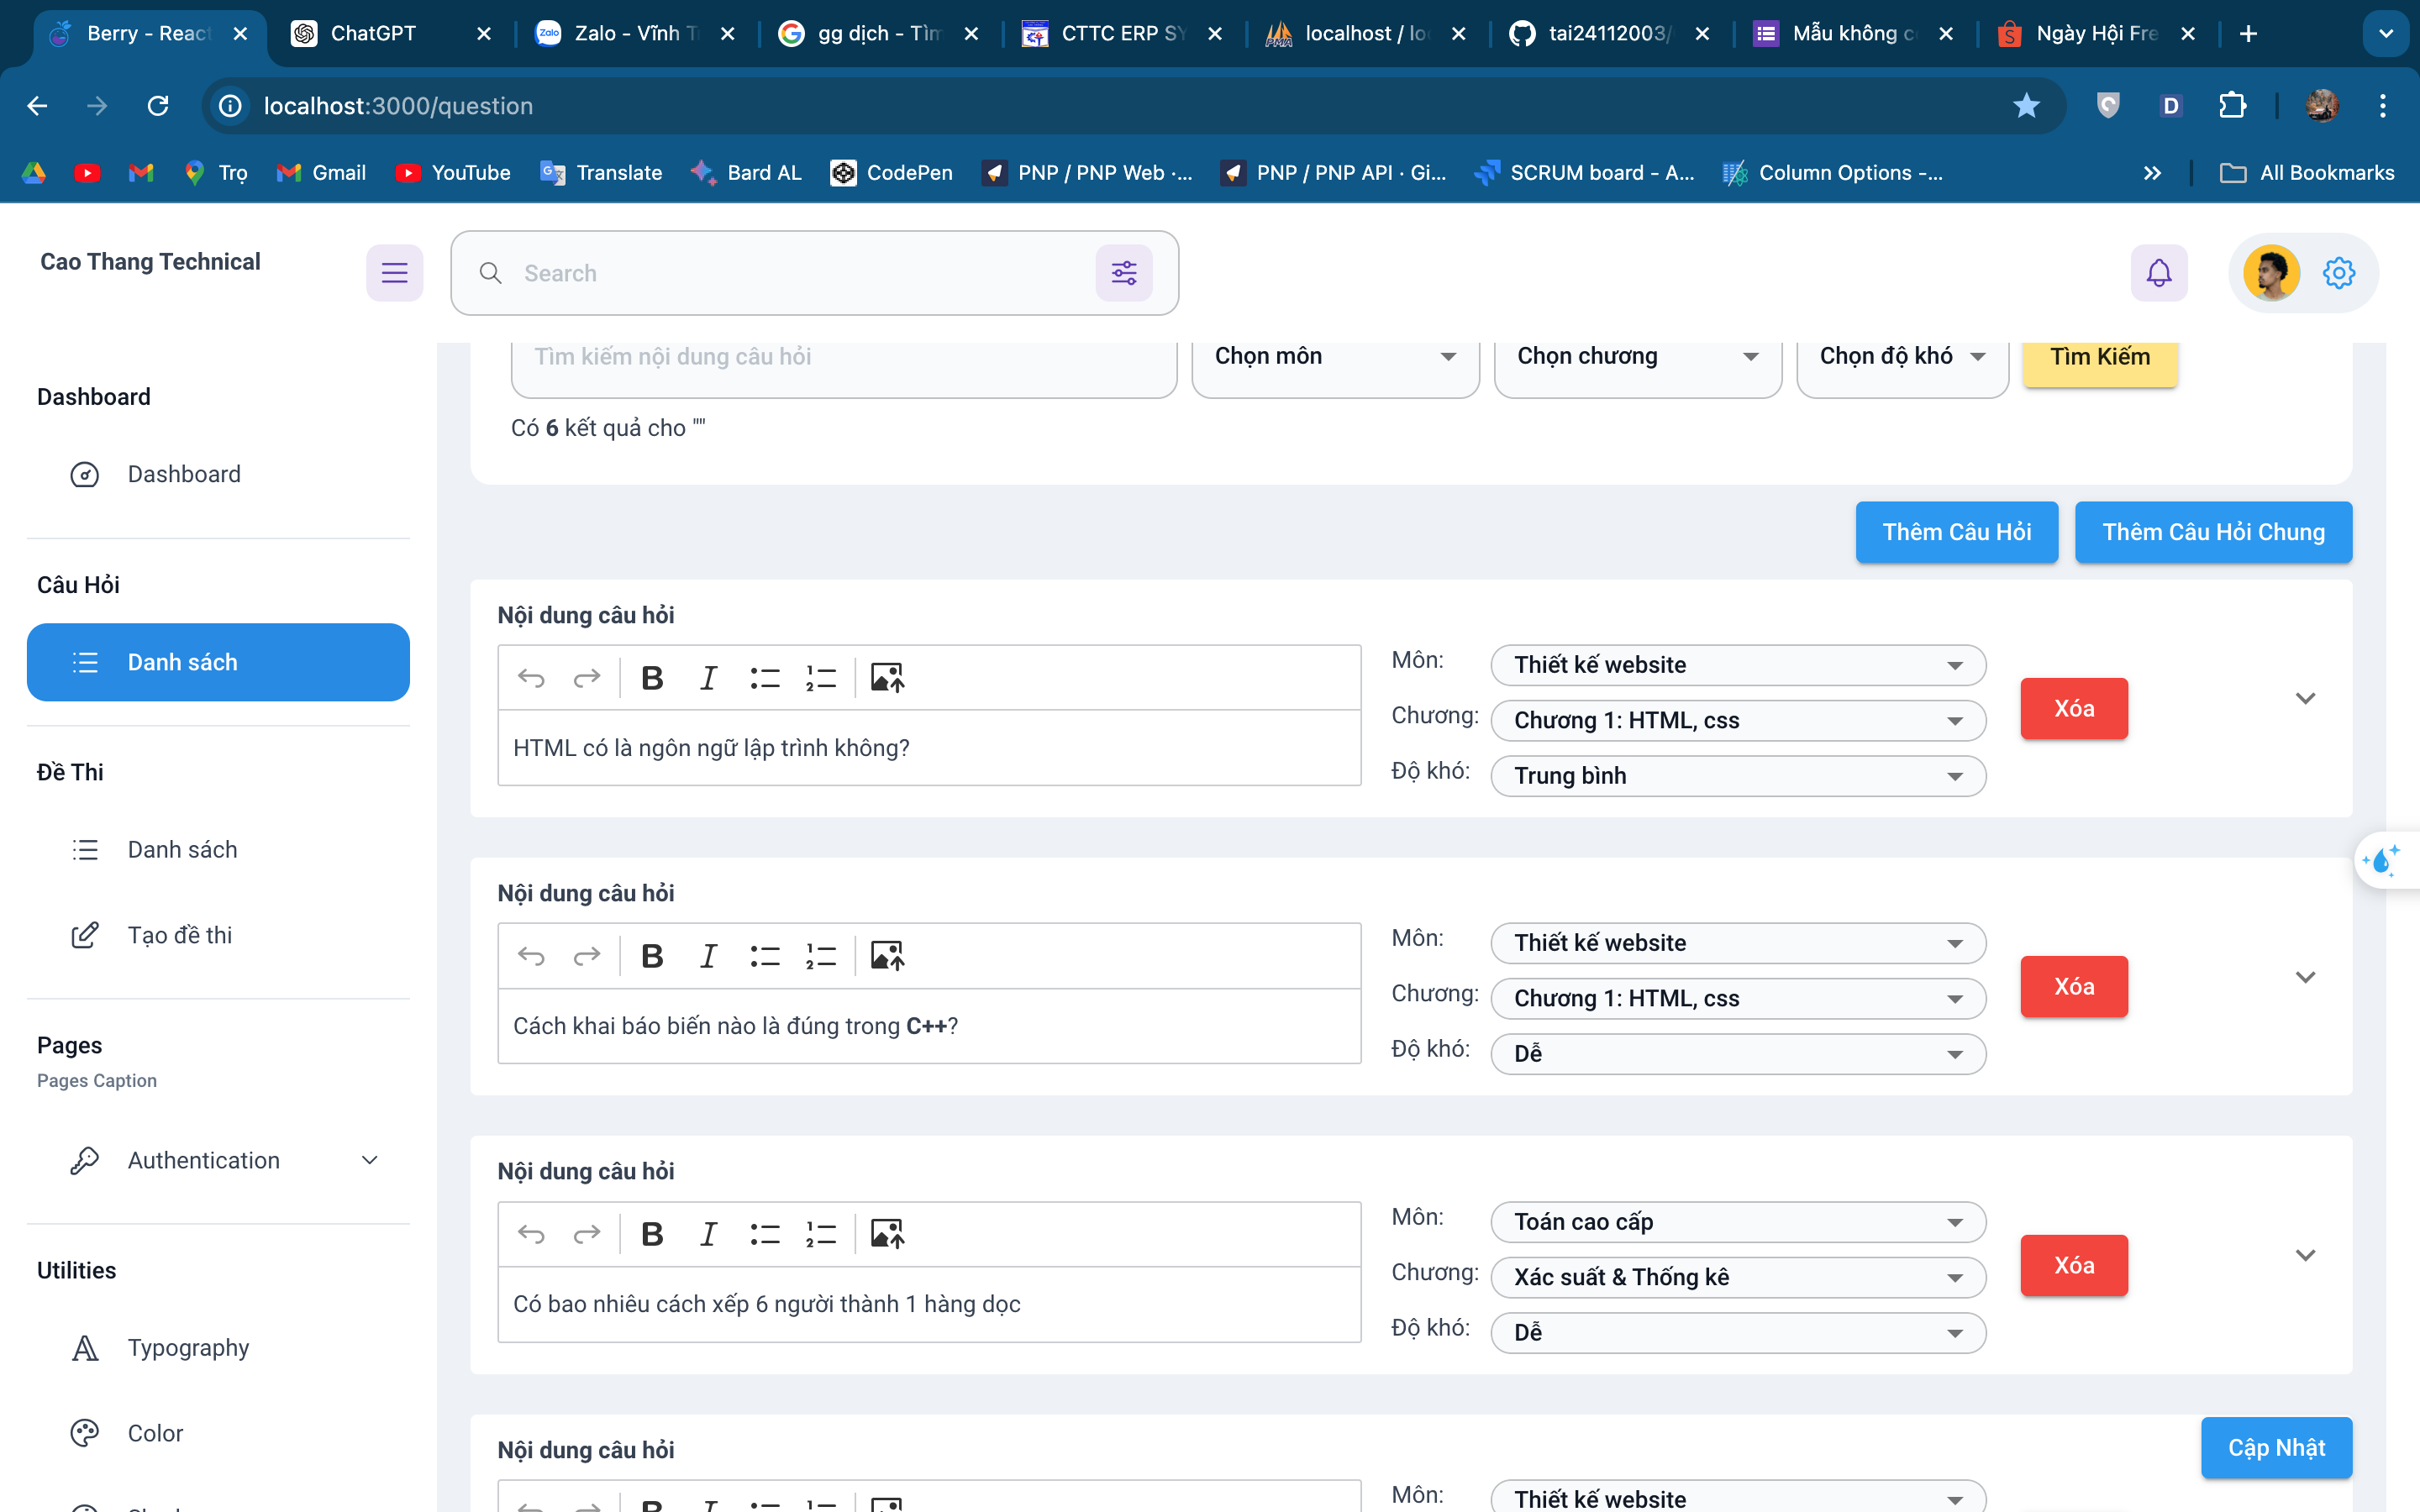 Berry - React
ChatGPT
Zalo - Vĩnh T
gg dịch - Tìm
CTTC ERP SY
localhost / lo
tai24112003/
Mẫu không c
Ngày Hội Fre
localhost:3000/question
Trọ
Gmail
YouTube
Translate
Bard AL
CodePen
PNP / PNP Web ·...
PNP / PNP API · Gi...
SCRUM board - A...
Column Options -...
All Bookmarks
Cao Thang Technical
Search
Dashboard
Dashboard
Câu Hỏi
Danh sách
Đề Thi
Danh sách
Tạo đề thi
Pages
Pages Caption
Authentication
Utilities
Typography
Color
Tìm kiếm nội dung câu hỏi
Chọn môn
Chọn chương
Chọn độ khó
Tìm Kiếm
Có 6 kết quả cho ""
Thêm Câu Hỏi
Thêm Câu Hỏi Chung
Nội dung câu hỏi
HTML có là ngôn ngữ lập trình không?
Môn:
Thiết kế website
Chương:
Chương 1: HTML, css
Độ khó:
Trung bình
Xóa
Nội dung câu hỏi
Cách khai báo biến nào là đúng trong C++?
Môn:
Thiết kế website
Chương:
Chương 1: HTML, css
Độ khó:
Dễ
Xóa
Nội dung câu hỏi
Có bao nhiêu cách xếp 6 người thành 1 hàng dọc
Môn:
Toán cao cấp
Chương:
Xác suất & Thống kê
Độ khó:
Dễ
Xóa
Nội dung câu hỏi
Môn:
Thiết kế website
Cập Nhật